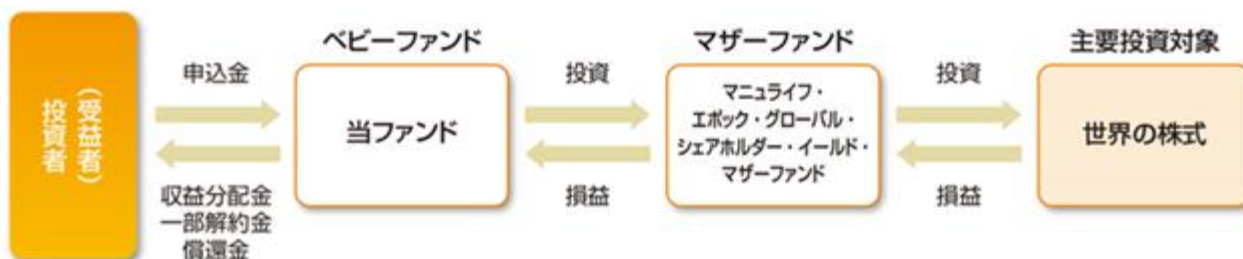 投資者
（受益者）
申込金
収益分配金
一部解約金
償還金
ベビーファンド
当ファンド
投資
損益
マザーファンド
マニュライフ・
エポック・グローバル・
シェアホルダー・イールド・
マザーファンド
投資
損益
主要投資対象
世界の株式